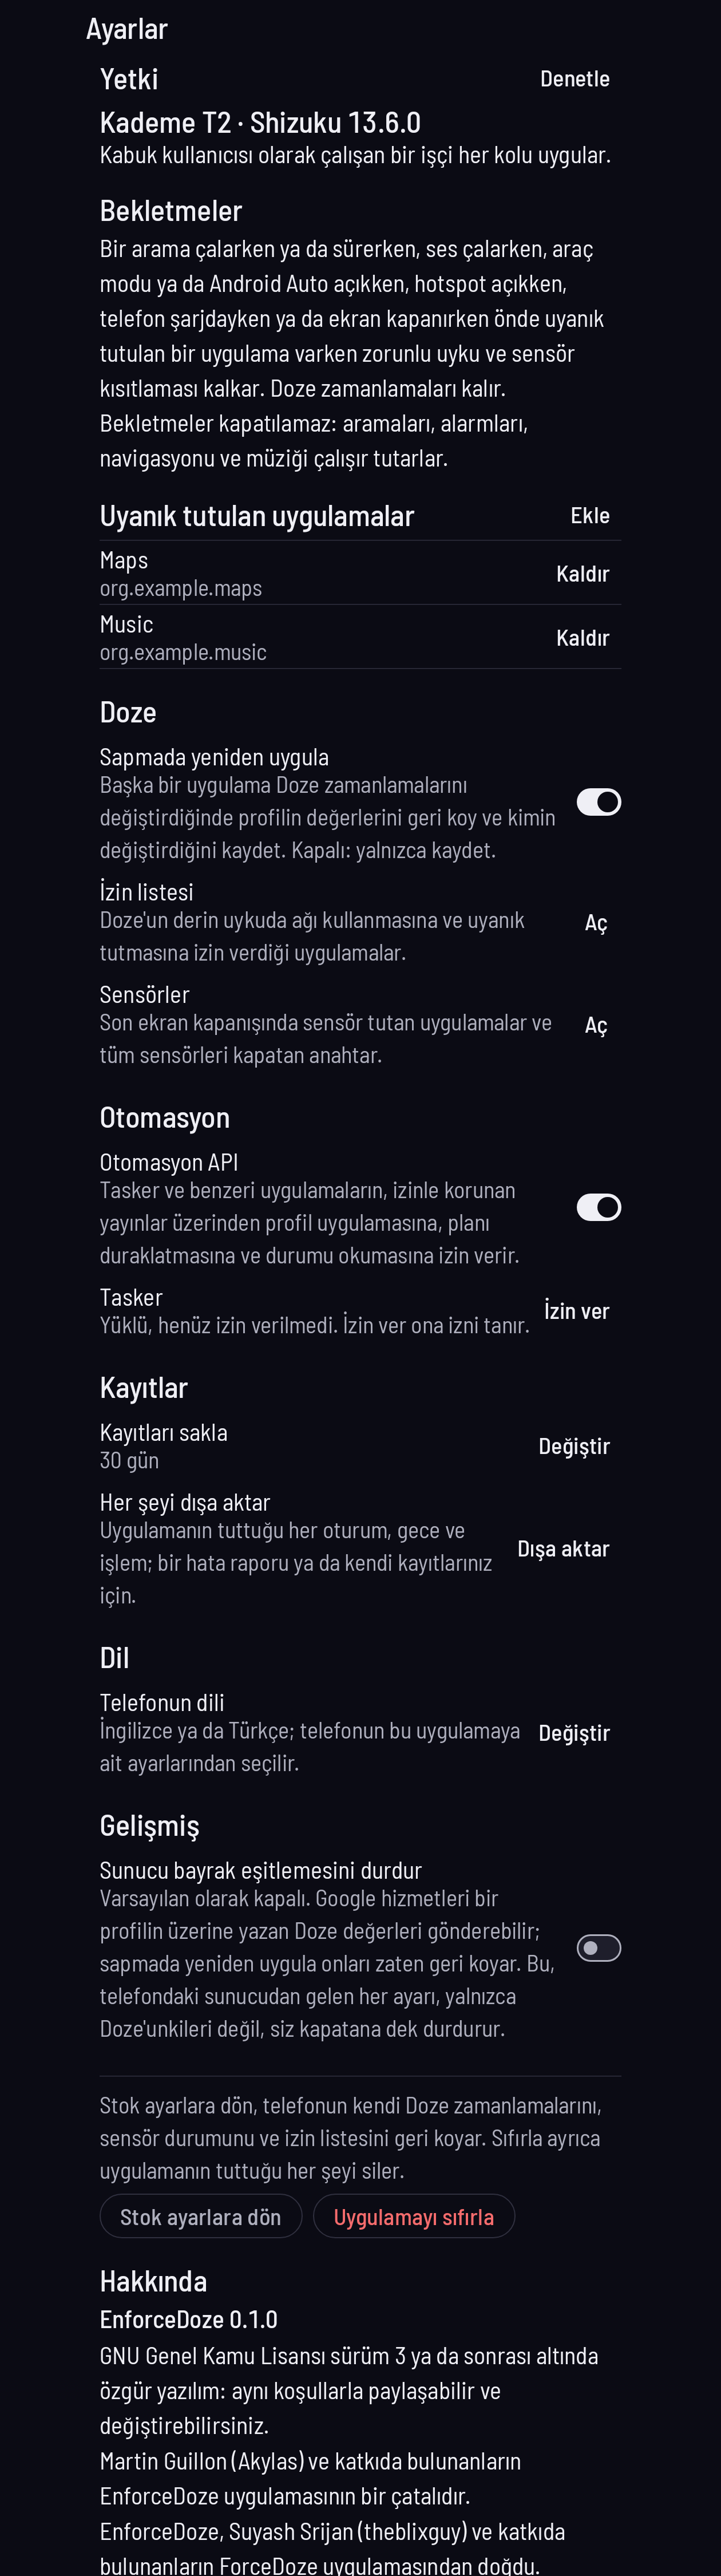 Ayarlar
Yetki
Denetle
Kademe T2 · Shizuku 13.6.0
Kabuk kullanıcısı olarak çalışan bir işçi her kolu uygular.
Bekletmeler
Bir arama çalarken ya da sürerken, ses çalarken, araç
modu ya da Android Auto açıkken, hotspot açıkken,
telefon şarjdayken ya da ekran kapanırken önde uyanık
tutulan bir uygulama varken zorunlu uyku ve sensör
kısıtlaması kalkar. Doze zamanlamaları kalır.
Bekletmeler kapatılamaz: aramaları, alarmları,
navigasyonu ve müziği çalışır tutarlar.
Uyanık tutulan uygulamalar
Ekle
Maps
org.example.maps
Kaldır
Music
org.example.music
Kaldır
Doze
Sapmada yeniden uygula
Başka bir uygulama Doze zamanlamalarını
değiştirdiğinde profilin değerlerini geri koy ve kimin
değiştirdiğini kaydet. Kapalı: yalnızca kaydet.
İzin listesi
Doze'un derin uykuda ağı kullanmasına ve uyanık
tutmasına izin verdiği uygulamalar.
Aç
Sensörler
Son ekran kapanışında sensör tutan uygulamalar ve
tüm sensörleri kapatan anahtar.
Aç
Otomasyon
Otomasyon API
Tasker ve benzeri uygulamaların, izinle korunan
yayınlar üzerinden profil uygulamasına, planı
duraklatmasına ve durumu okumasına izin verir.
Tasker
Yüklü, henüz izin verilmedi. İzin ver ona izni tanır.
İzin ver
Kayıtlar
Kayıtları sakla
30 gün
Değiştir
Her şeyi dışa aktar
Uygulamanın tuttuğu her oturum, gece ve
işlem; bir hata raporu ya da kendi kayıtlarınız
için.
Dışa aktar
Dil
Telefonun dili
İngilizce ya da Türkçe; telefonun bu uygulamaya
ait ayarlarından seçilir.
Değiştir
Gelişmiş
Sunucu bayrak eşitlemesini durdur
Varsayılan olarak kapalı. Google hizmetleri bir
profilin üzerine yazan Doze değerleri gönderebilir;
sapmada yeniden uygula onları zaten geri koyar. Bu,
telefondaki sunucudan gelen her ayarı, yalnızca
Doze'unkileri değil, siz kapatana dek durdurur.
Stok ayarlara dön, telefonun kendi Doze zamanlamalarını,
sensör durumunu ve izin listesini geri koyar. Sıfırla ayrıca
uygulamanın tuttuğu her şeyi siler.
Stok ayarlara dön
Uygulamayı sıfırla
Hakkında
EnforceDoze 0.1.0
GNU Genel Kamu Lisansı sürüm 3 ya da sonrası altında
özgür yazılım: aynı koşullarla paylaşabilir ve
değiştirebilirsiniz.
Martin Guillon (Akylas) ve katkıda bulunanların
EnforceDoze uygulamasının bir çatalıdır.
EnforceDoze, Suyash Srijan (theblixguy) ve katkıda
bulunanların ForceDoze uygulamasından doğdu.